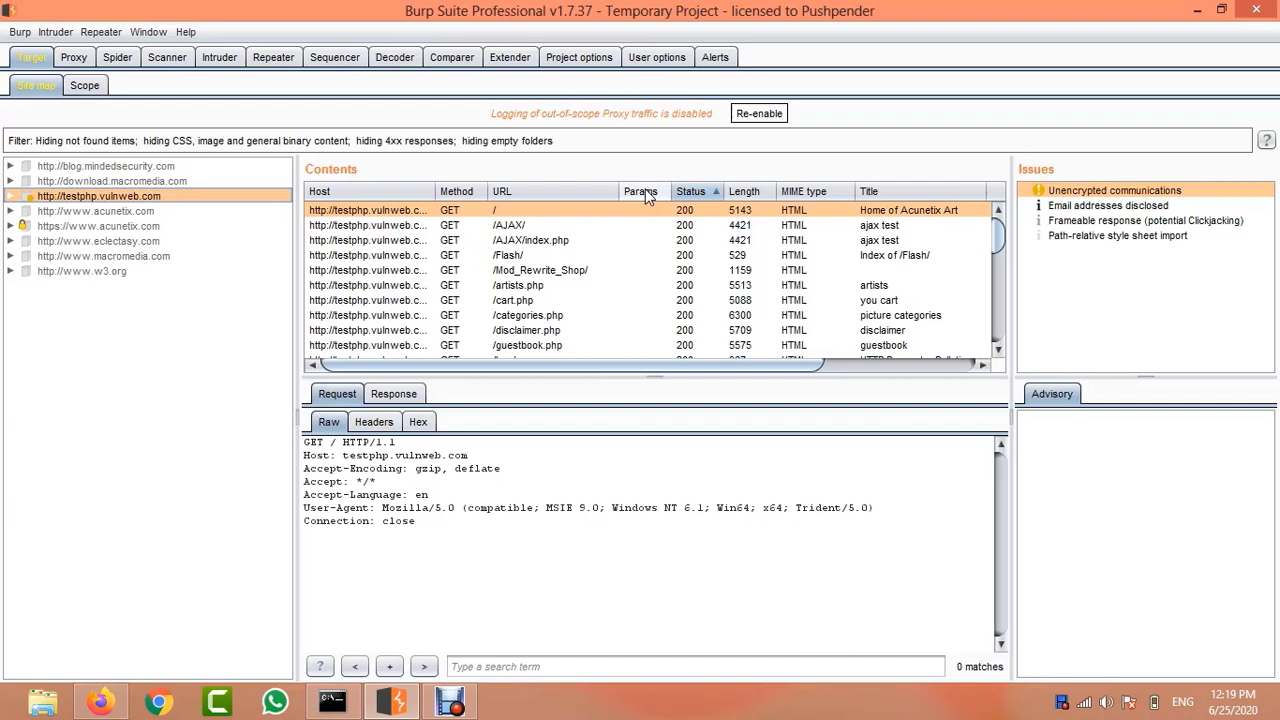 Burp Suite Professional v1.7.37 - Temporary Project - licensed to Pushpender
Burp Intruder Repeater Window Help
Target Proxy Spider Scanner Intruder Repeater Sequencer Decoder Comparer Extender Project options User options Alerts
Site map Scope
Logging of out-of-scope Proxy traffic is disabled Re-enable
Filter: Hiding not found items; hiding CSS, image and general binary content; hiding 4xx responses; hiding empty folders ?
http://blog.mindedsecurity.com
http://download.macromedia.com
http://testphp.vulnweb.com
http://www.acunetix.com
https://www.acunetix.com
http://www.eclectasy.com
http://www.macromedia.com
http://www.w3.org
Contents
Host Method URL Params Status Length MIME type Title
http://testphp.vulnweb.c... GET / 200 5143 HTML Home of Acunetix Art
http://testphp.vulnweb.c... GET /AJAX/ 200 4421 HTML ajax test
http://testphp.vulnweb.c... GET /AJAX/index.php 200 4421 HTML ajax test
http://testphp.vulnweb.c... GET /Flash/ 200 529 HTML Index of /Flash/
http://testphp.vulnweb.c... GET /Mod_Rewrite_Shop/ 200 1159 HTML
http://testphp.vulnweb.c... GET /artists.php 200 5513 HTML artists
http://testphp.vulnweb.c... GET /cart.php 200 5088 HTML you cart
http://testphp.vulnweb.c... GET /categories.php 200 6300 HTML picture categories
http://testphp.vulnweb.c... GET /disclaimer.php 200 5709 HTML disclaimer
http://testphp.vulnweb.c... GET /guestbook.php 200 5575 HTML guestbook
Issues
Unencrypted communications
Email addresses disclosed
Frameable response (potential Clickjacking)
Path-relative style sheet import
Request Response
Raw Headers Hex
GET / HTTP/1.1
Host: testphp.vulnweb.com
Accept-Encoding: gzip, deflate
Accept: */*
Accept-Language: en
User-Agent: Mozilla/5.0 (compatible; MSIE 9.0; Windows NT 6.1; Win64; x64; Trident/5.0)
Connection: close
? < + > Type a search term 0 matches
Advisory
C:\
ENG
12:19 PM
6/25/2020